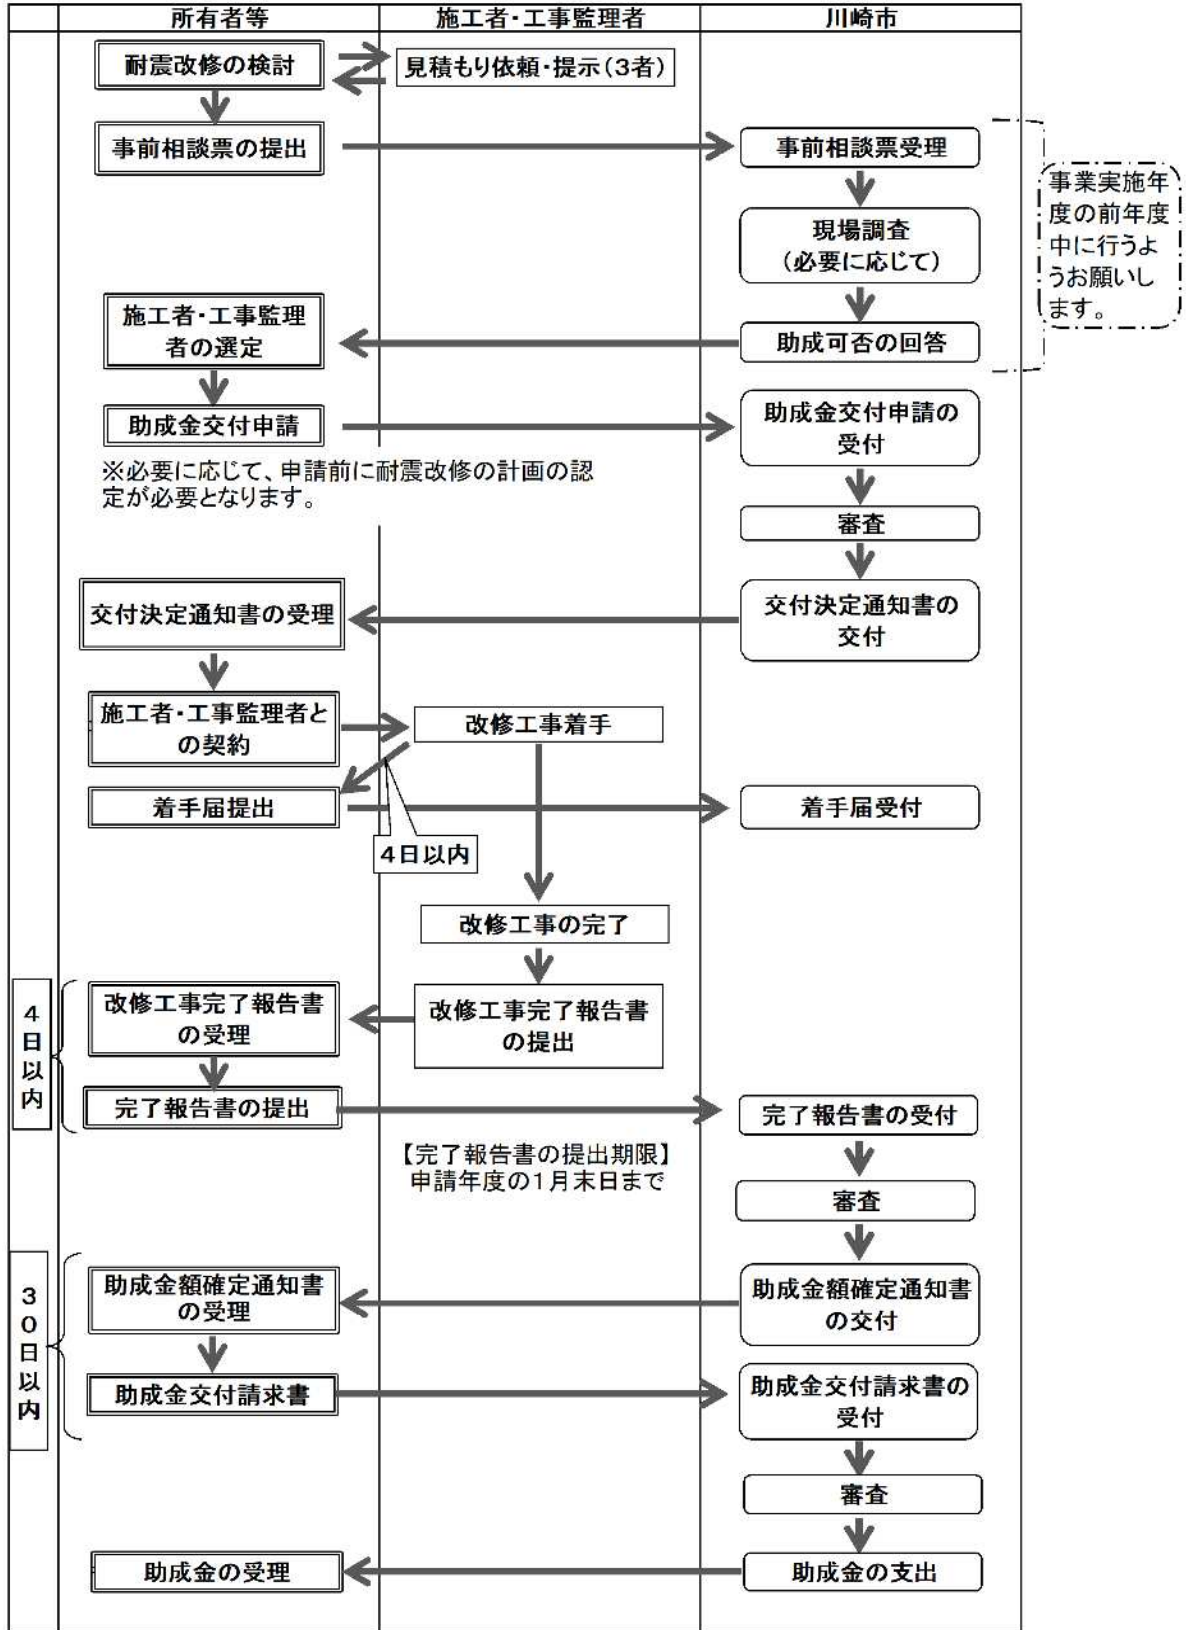 所有者等
施工者・工事監理者
川崎市
耐震改修の検討
見積もり依頼・提示(3者)
事前相談票の提出
事前相談票受理
事業実施年
度の前年度
中に行うよ
うお願いし
ます。
現場調査
(必要に応じて)
施工者・工事監理
者の選定
助成可否の回答
助成金交付申請
助成金交付申請の
受付
※必要に応じて、申請前に耐震改修の計画の認
定が必要となります。
審査
交付決定通知書の受理
交付決定通知書の
交付
施工者・工事監理者と
の契約
改修工事着手
着手届提出
着手届受付
4日以内
改修工事の完了
4日以内
改修工事完了報告書
の受理
改修工事完了報告書
の提出
完了報告書の提出
完了報告書の受付
【完了報告書の提出期限】
申請年度の1月末日まで
審査
30日以内
助成金額確定通知書
の受理
助成金額確定通知書
の交付
助成金交付請求書
助成金交付請求書の
受付
審査
助成金の受理
助成金の支出